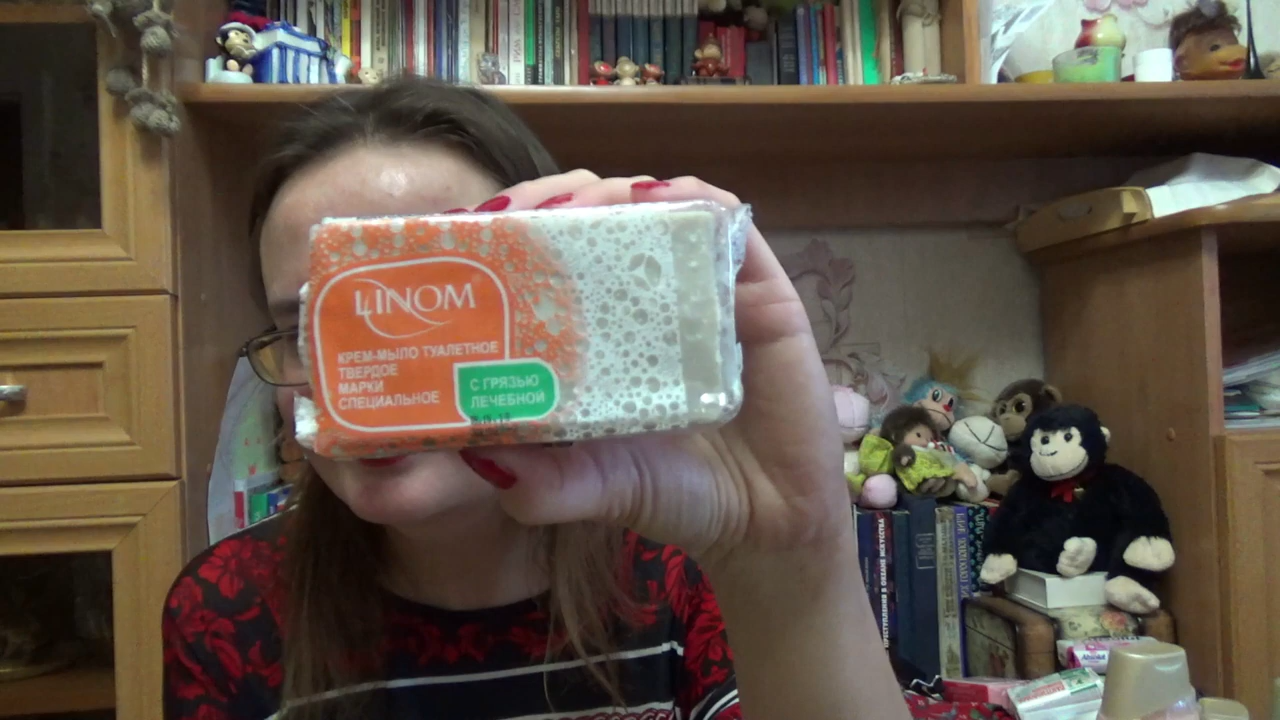 LINOM
КРЕМ-МЫЛО ТУАЛЕТНОЕ
ТВЕРДОЕ
МАРКИ
СПЕЦИАЛЬНОЕ
С ГРЯЗЬЮ
ЛЕЧЕБНОЙ